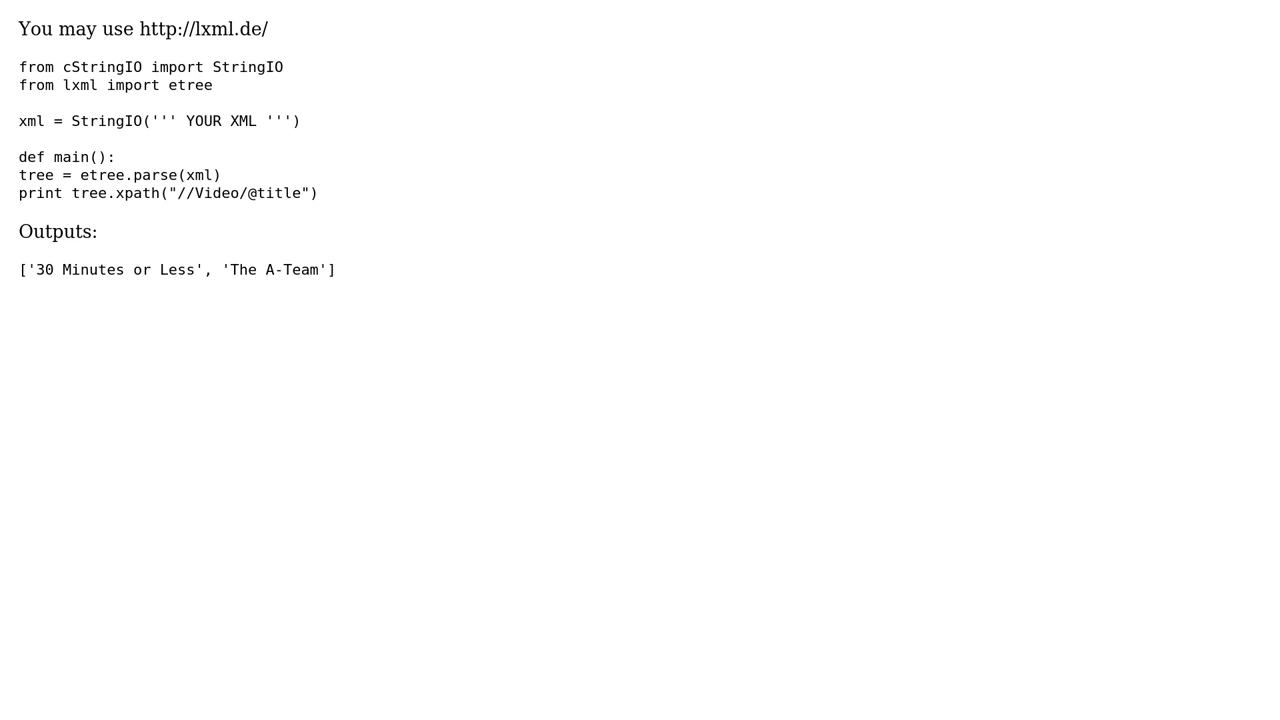 You may use http://lxml.de/
from cStringIO import StringIO
from lxml import etree
xml = StringIO(''' YOUR XML ''')
def main():
tree = etree.parse(xml)
print tree.xpath("//Video/@title")
Outputs:
['30 Minutes or Less', 'The A-Team']